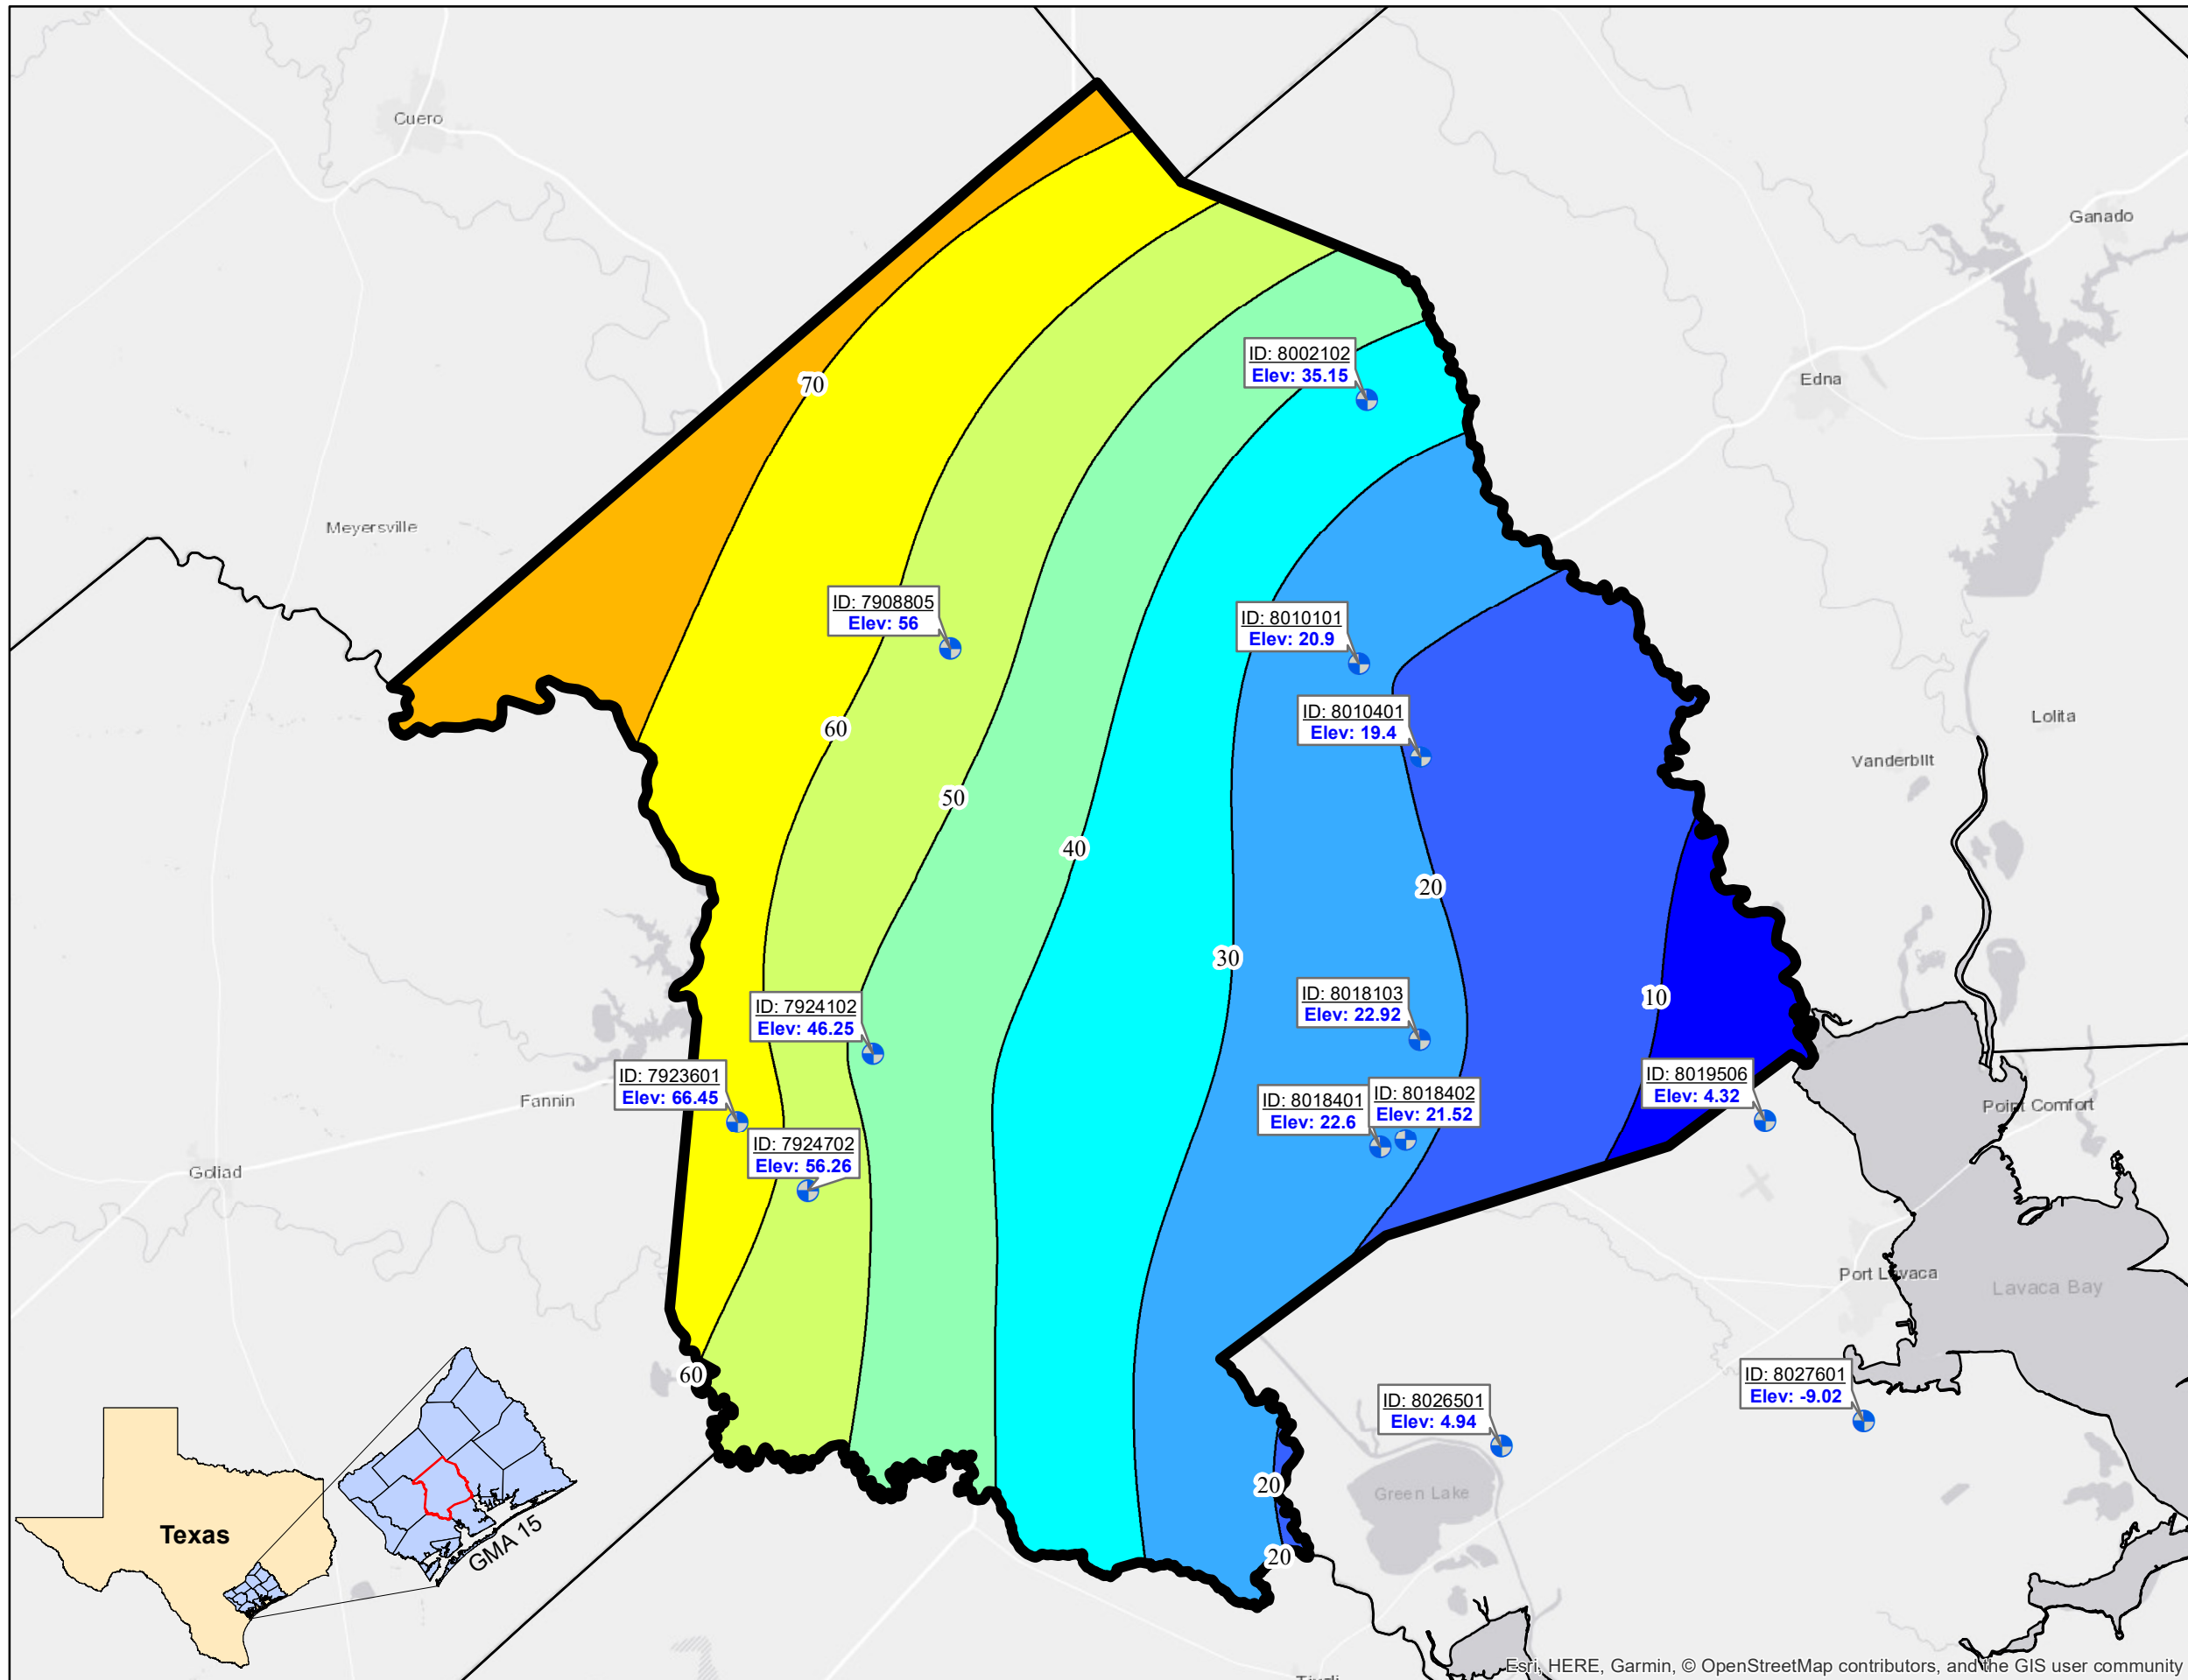 Cuero
Ganado
ID: 8002102
Elev: 35.15
Edna
70
Meyersville
ID: 7908805
Elev: 56
ID: 8010101
Elev: 20.9
ID: 8010401
Elev: 19.4
Lolita
60
Vanderbilt
50
40
20
30
ID: 7924102
Elev: 46.25
ID: 8018103
Elev: 22.92
10
ID: 7923601
Elev: 66.45
Fannin
ID: 8018401
Elev: 22.6
ID: 8018402
Elev: 21.52
ID: 8019506
Elev: 4.32
Point Comfort
ID: 7924702
Elev: 56.26
Goliad
Port Lavaca
Lavaca Bay
60
ID: 8026501
Elev: 4.94
ID: 8027601
Elev: -9.02
20
Green Lake
Texas
GMA 15
20
Esri, HERE, Garmin, © OpenStreetMap contributors, and the GIS user community